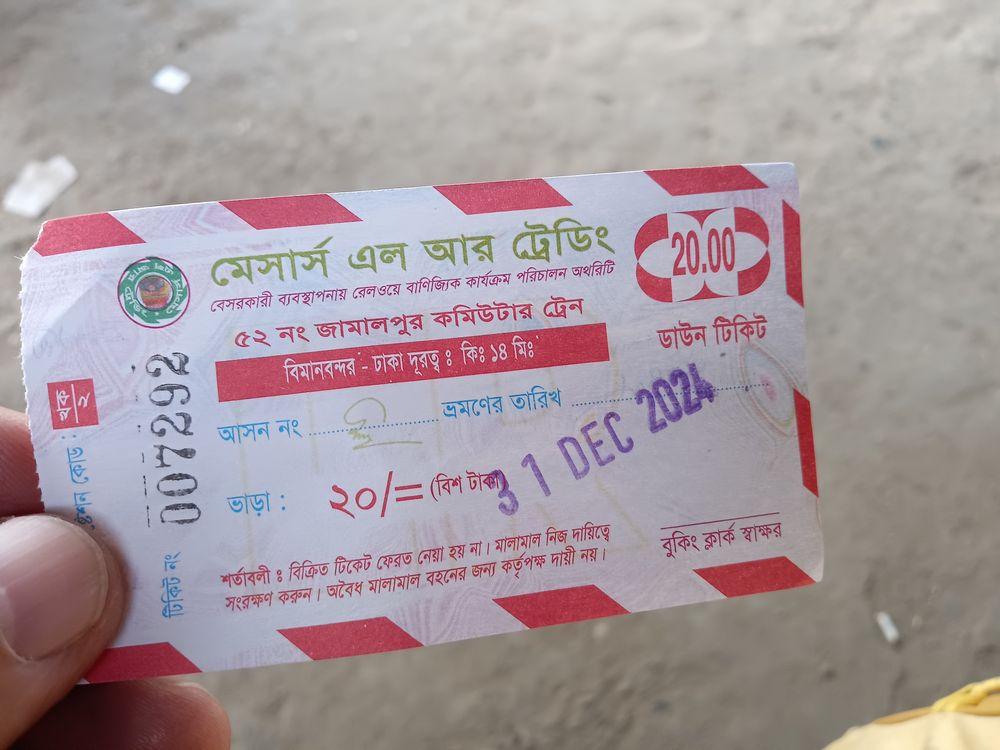 মেসার্স এল আর ট্রেডিং
বেসরকারী ব্যবস্থাপনায় রেলওয়ে বাণিজ্যিক কার্যক্রম পরিচালন অথরিটি
৫২ নং জামালপুর কমিউটার ট্রেন
বিমানবন্দর - ঢাকা দূরত্ব ঃ কিঃ ১৪ মিঃ
20.00
ডাউন টিকিট
আসন নং
ভ্রমণের তারিখ
31 DEC 2024
ভাড়া :
২০/= (বিশ টাকা)
শর্তাবলী ঃ বিক্রিত টিকেট ফেরত নেয়া হয় না। মালামাল নিজ দায়িত্বে
সংরক্ষণ করুন। অবৈধ মালামাল বহনের জন্য কর্তৃপক্ষ দায়ী নয়।
বুকিং ক্লার্ক স্বাক্ষর
টিকিট নং
007292
কোড :